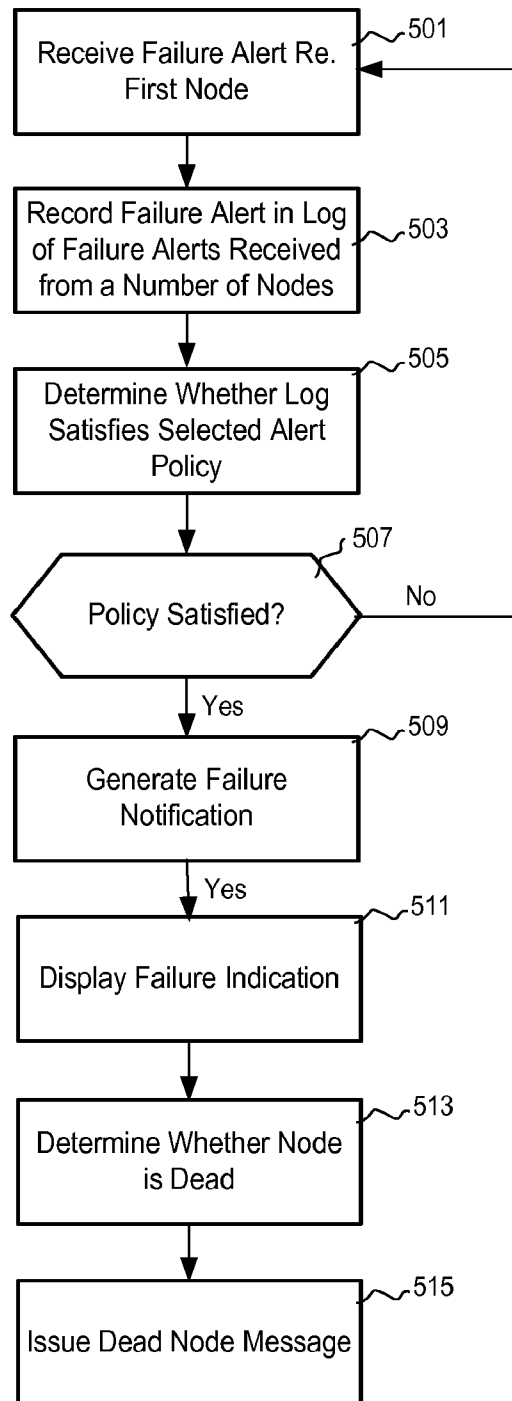 501
Receive Failure Alert Re.
First Node
503
Record Failure Alert in Log
of Failure Alerts Received
from a Number of Nodes
505
Determine Whether Log
Satisfies Selected Alert
Policy
507
Policy Satisfied?
No
Yes
509
Generate Failure
Notification
Yes
511
Display Failure Indication
513
Determine Whether Node
is Dead
515
Issue Dead Node Message